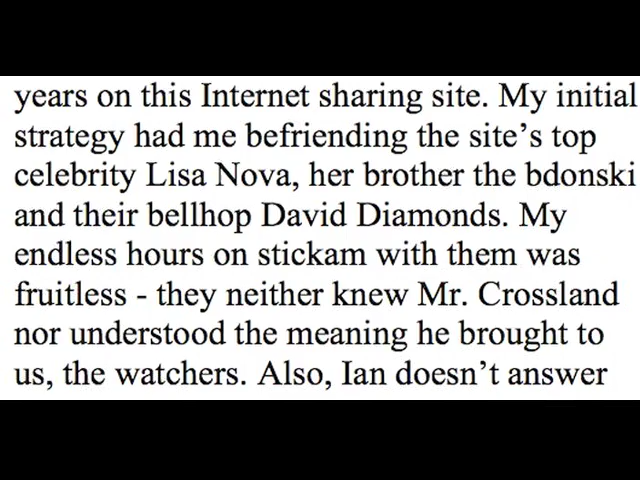 years on this Internet sharing site. My initial
strategy had me befriending the site's top
celebrity Lisa Nova, her brother the bdonski
and their bellhop David Diamonds. My
endless hours on stickam with them was
fruitless - they neither knew Mr. Crossland
nor understood the meaning he brought to
us, the watchers. Also, Ian doesn't answer